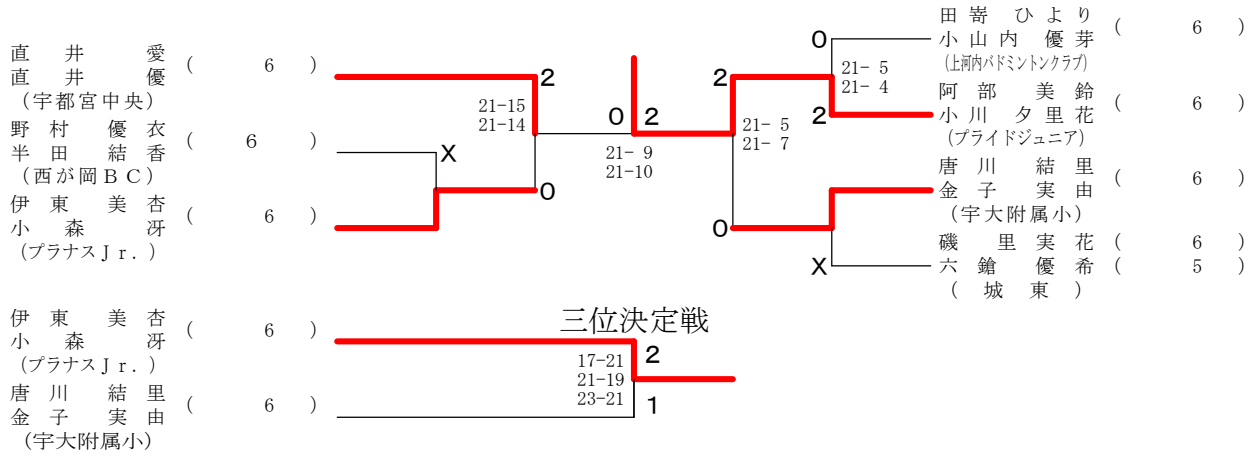 直井 愛
直井 優
( 6 )
(宇都宮中央)
野村 優衣
半田 結香
( 6 )
(西が岡BC)
伊東 美杏
小森 冴
( 6 )
(プラナスJr.)
2
21-15
21-14
X
0
0 2
21- 9
21-10
2
21- 5
21- 7
0
0
21- 5
21- 4
2
X
田嵜 ひより
小山内 優芽
( 6 )
(上河内バドミントンクラブ)
阿部 美鈴
小川 夕里花
( 6 )
(プライドジュニア)
唐川 結里
金子 実由
( 6 )
(宇大附属小)
磯 里実花 ( 6 )
六鎗 優希 ( 5 )
(城東)
三位決定戦
伊東 美杏
小森 冴
( 6 )
(プラナスJr.)
唐川 結里
金子 実由
( 6 )
(宇大附属小)
17-21
21-19
23-21
2
1